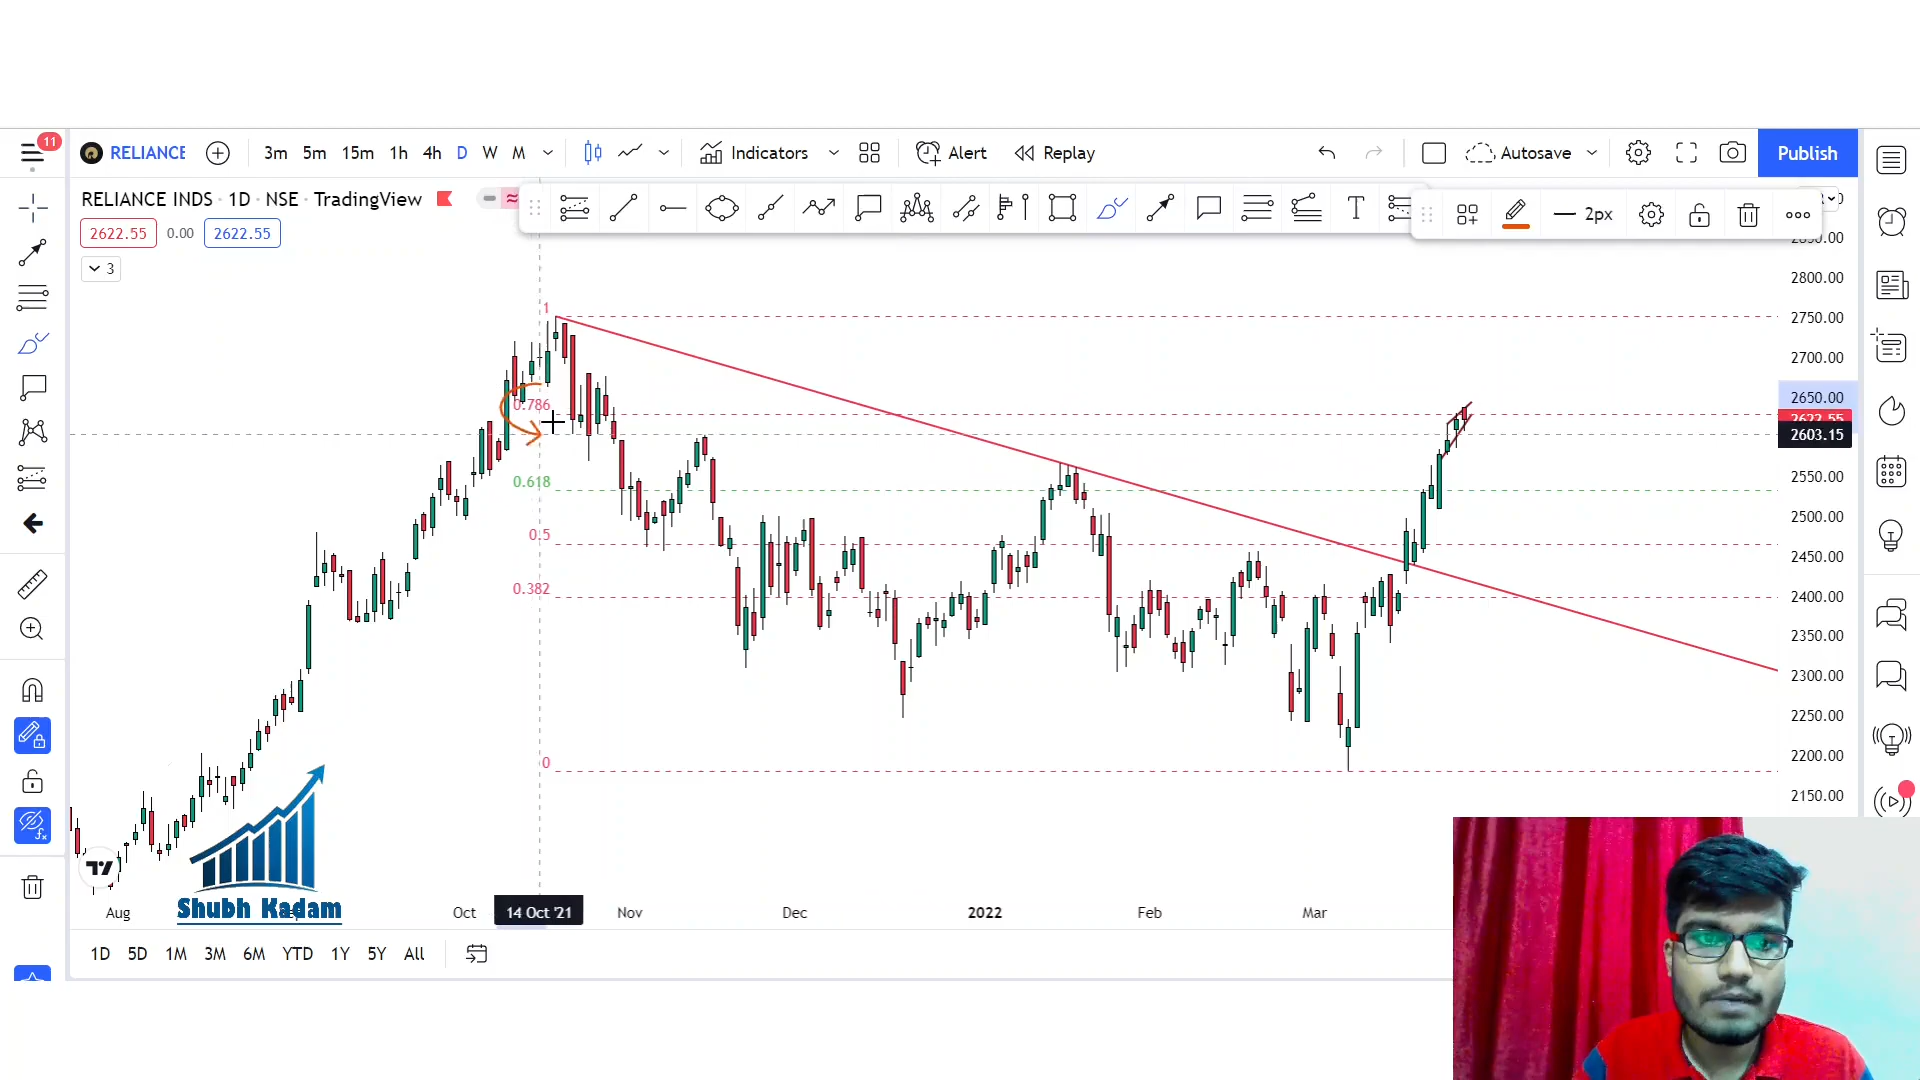 11
RELIANCE
3m 5m 15m 1h 4h D W M
Indicators
Alert
Replay
Autosave
Publish
RELIANCE INDS · 1D · NSE · TradingView
2622.55 0.00 2622.55
2px
3
2800.00
2750.00
2700.00
2650.00
2622.55
2603.15
2550.00
2500.00
2450.00
2400.00
2350.00
2300.00
2250.00
2200.00
2150.00
1
0.786
0.618
0.5
0.382
0
Shubh Kadam
Aug Oct 14 Oct '21 Nov Dec 2022 Feb Mar
1D 5D 1M 3M 6M YTD 1Y 5Y All